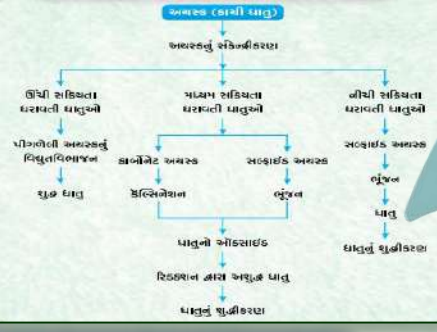 અયસ્ક (કાચી ધાતુ)
અયસ્કનું સંકેન્દ્રીકરણ
ઊંચી સક્રિયતા
ધરાવતી ધાતુઓ
મધ્યમ સક્રિયતા
ધરાવતી ધાતુઓ
નીચી સક્રિયતા
ધરાવતી ધાતુઓ
પીગળેલી અયસ્કનું
વિદ્યુતવિભાજન
કાર્બોનેટ અયસ્ક
સલ્ફાઇડ અયસ્ક
સલ્ફાઇડ અયસ્ક
શુદ્ધ ધાતુ
કૅલ્સિનેશન
ભૂંજન
ભૂંજન
ધાતુ
ધાતુનો ઑક્સાઇડ
ધાતુનું શુદ્ધીકરણ
રિડક્શન દ્વારા અશુદ્ધ ધાતુ
ધાતુનું શુદ્ધીકરણ